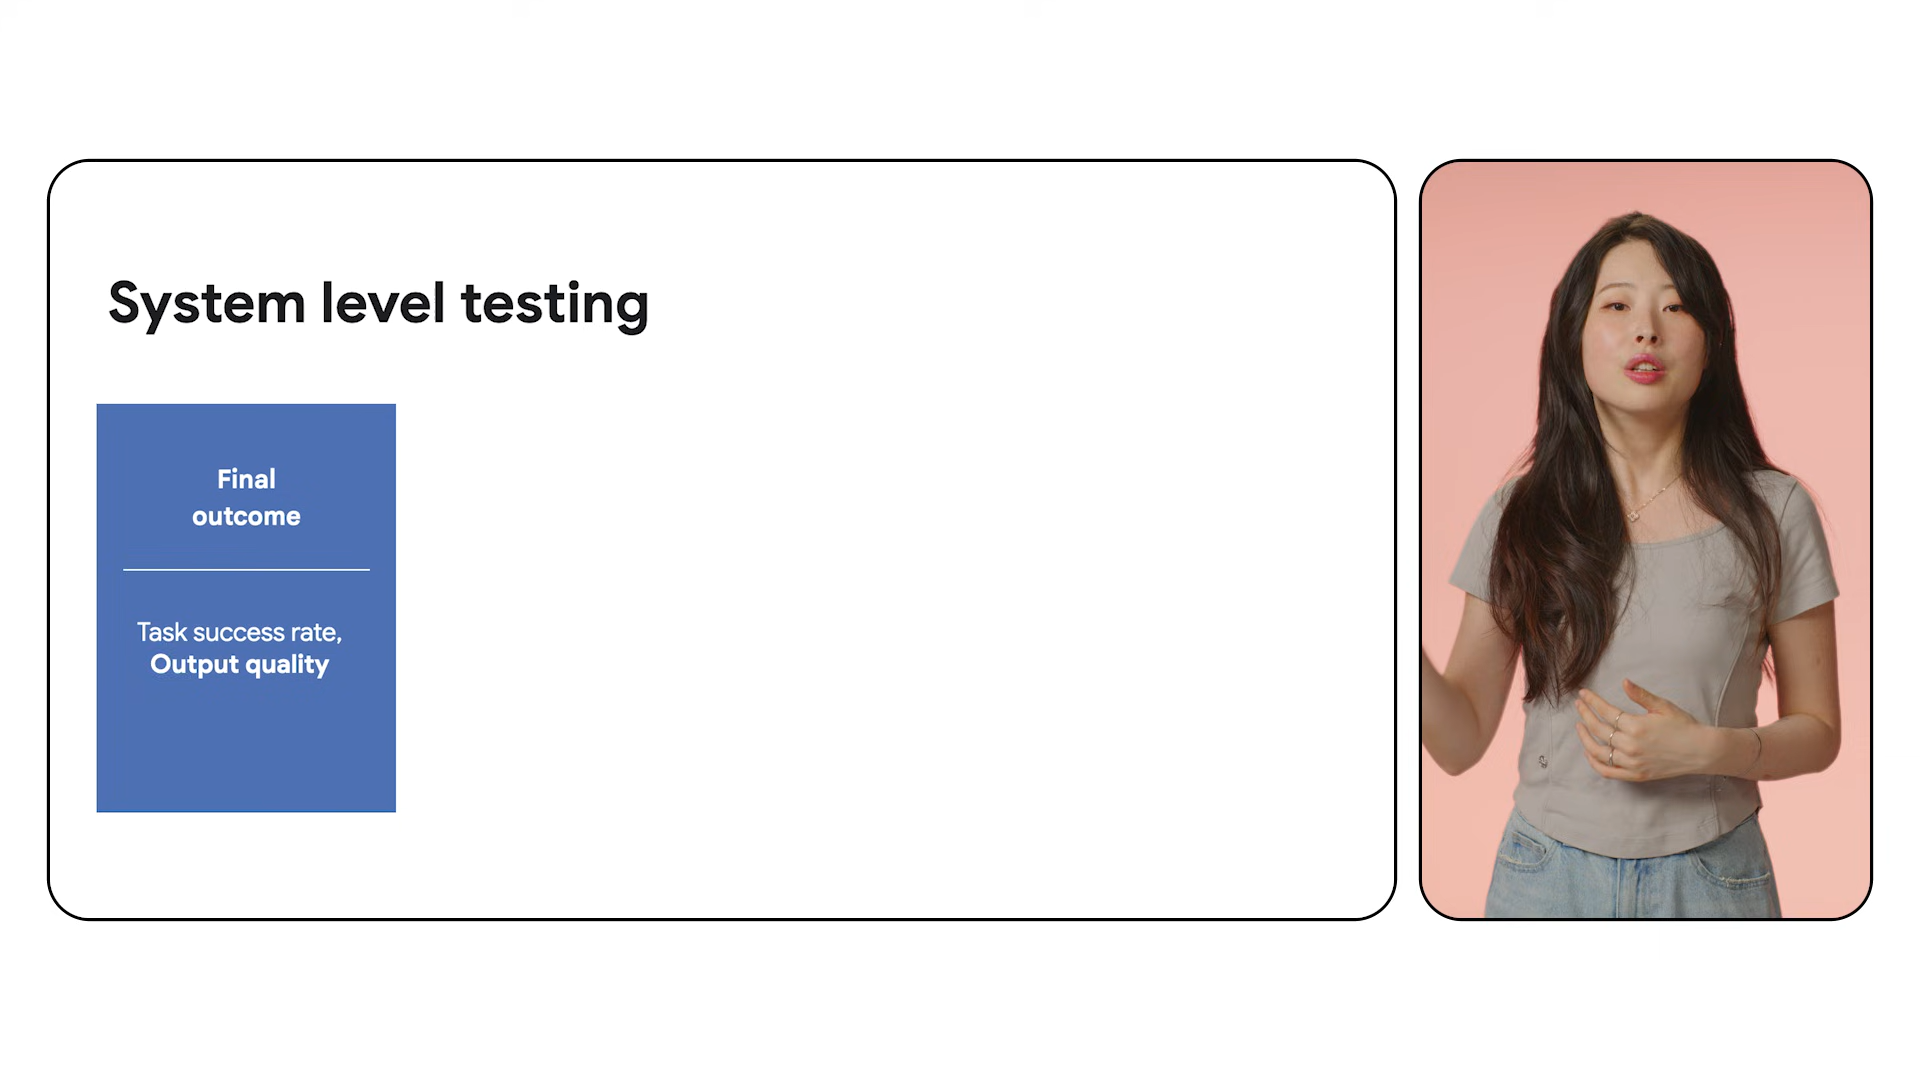 System level testing
Final
outcome
Task success rate,
Output quality